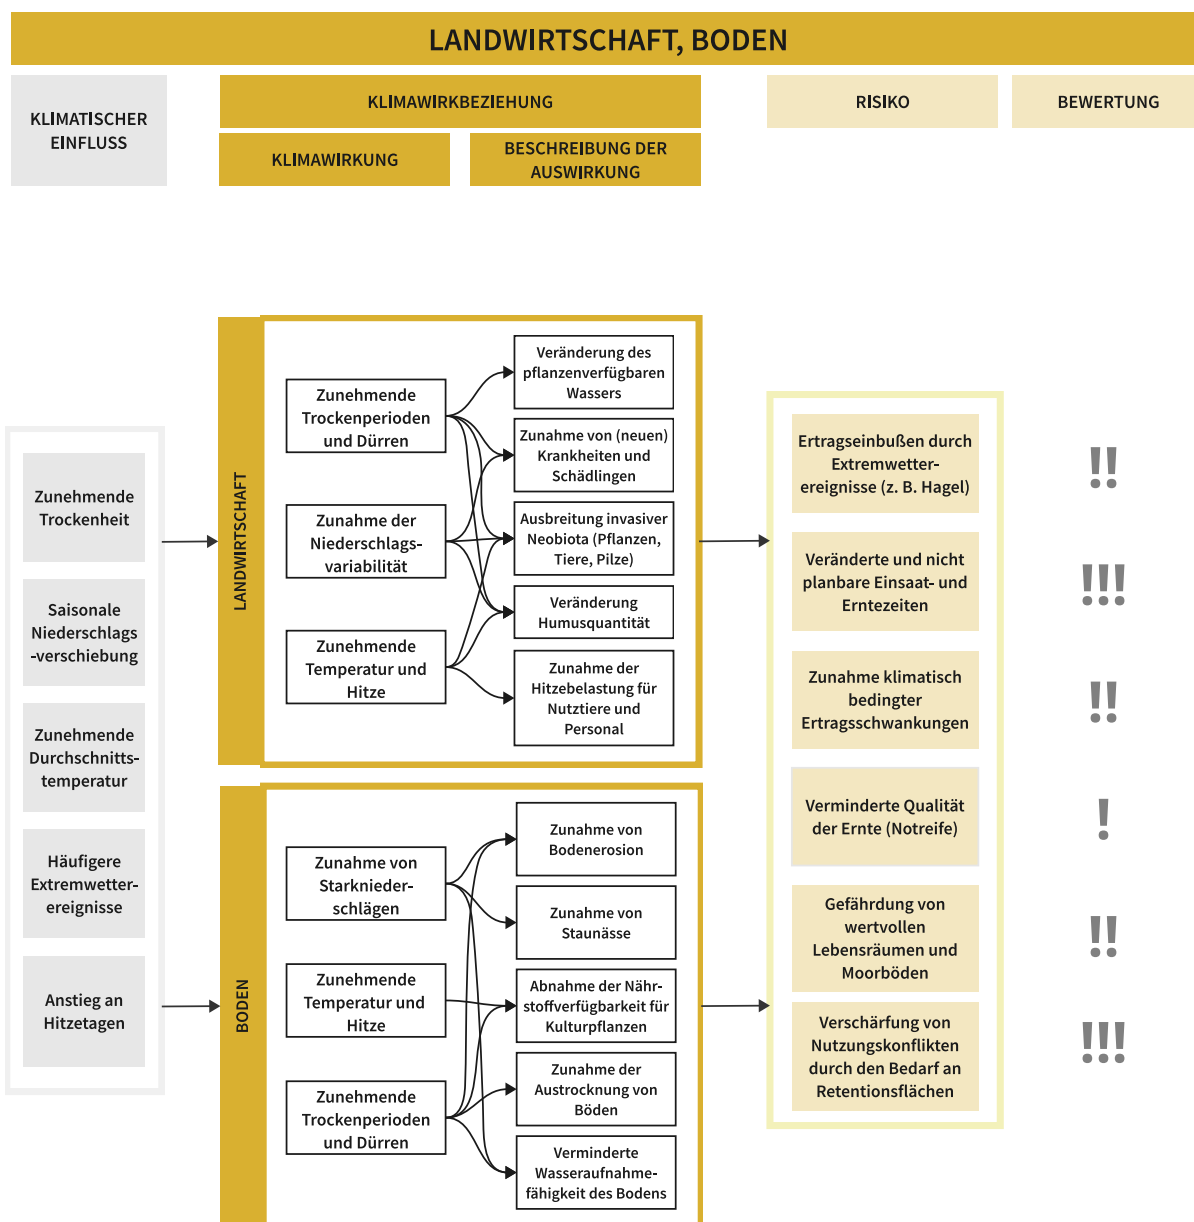 LANDWIRTSCHAFT, BODEN
KLIMATISCHER
EINFLUSS
KLIMAWIRKBEZIEHUNG
KLIMAWIRKUNG
BESCHREIBUNG DER
AUSWIRKUNG
RISIKO
BEWERTUNG
Zunehmende
Trockenheit
Saisonale
Niederschlags
-verschiebung
Zunehmende
Durchschnitts-
temperatur
Häufigere
Extremwetter-
ereignisse
Anstieg an
Hitzetagen
LANDWIRTSCHAFT
Zunehmende
Trockenperioden
und Dürren
Zunahme der
Niederschlags-
variabilität
Zunehmende
Temperatur und
Hitze
Veränderung des
pflanzenverfügbaren
Wassers
Zunahme von (neuen)
Krankheiten und
Schädlingen
Ausbreitung invasiver
Neobiota (Pflanzen,
Tiere, Pilze)
Veränderung
Humusquantität
Zunahme der
Hitzebelastung für
Nutztiere und
Personal
BODEN
Zunahme von
Starknieder-
schlägen
Zunehmende
Temperatur und
Hitze
Zunehmende
Trockenperioden
und Dürren
Zunahme von
Bodenerosion
Zunahme von
Staunässe
Abnahme der Nähr-
stoffverfügbarkeit für
Kulturpflanzen
Zunahme der
Austrocknung von
Böden
Verminderte
Wasseraufnahme-
fähigkeit des Bodens
Ertragseinbußen durch
Extremwetter-
ereignisse (z. B. Hagel)
!!
Veränderte und nicht
planbare Einsaat- und
Erntezeiten
!!!
Zunahme klimatisch
bedingter
Ertragsschwankungen
!!
Verminderte Qualität
der Ernte (Notreife)
!
Gefährdung von
wertvollen
Lebensräumen und
Moorböden
!!
Verschärfung von
Nutzungskonflikten
durch den Bedarf an
Retentionsflächen
!!!